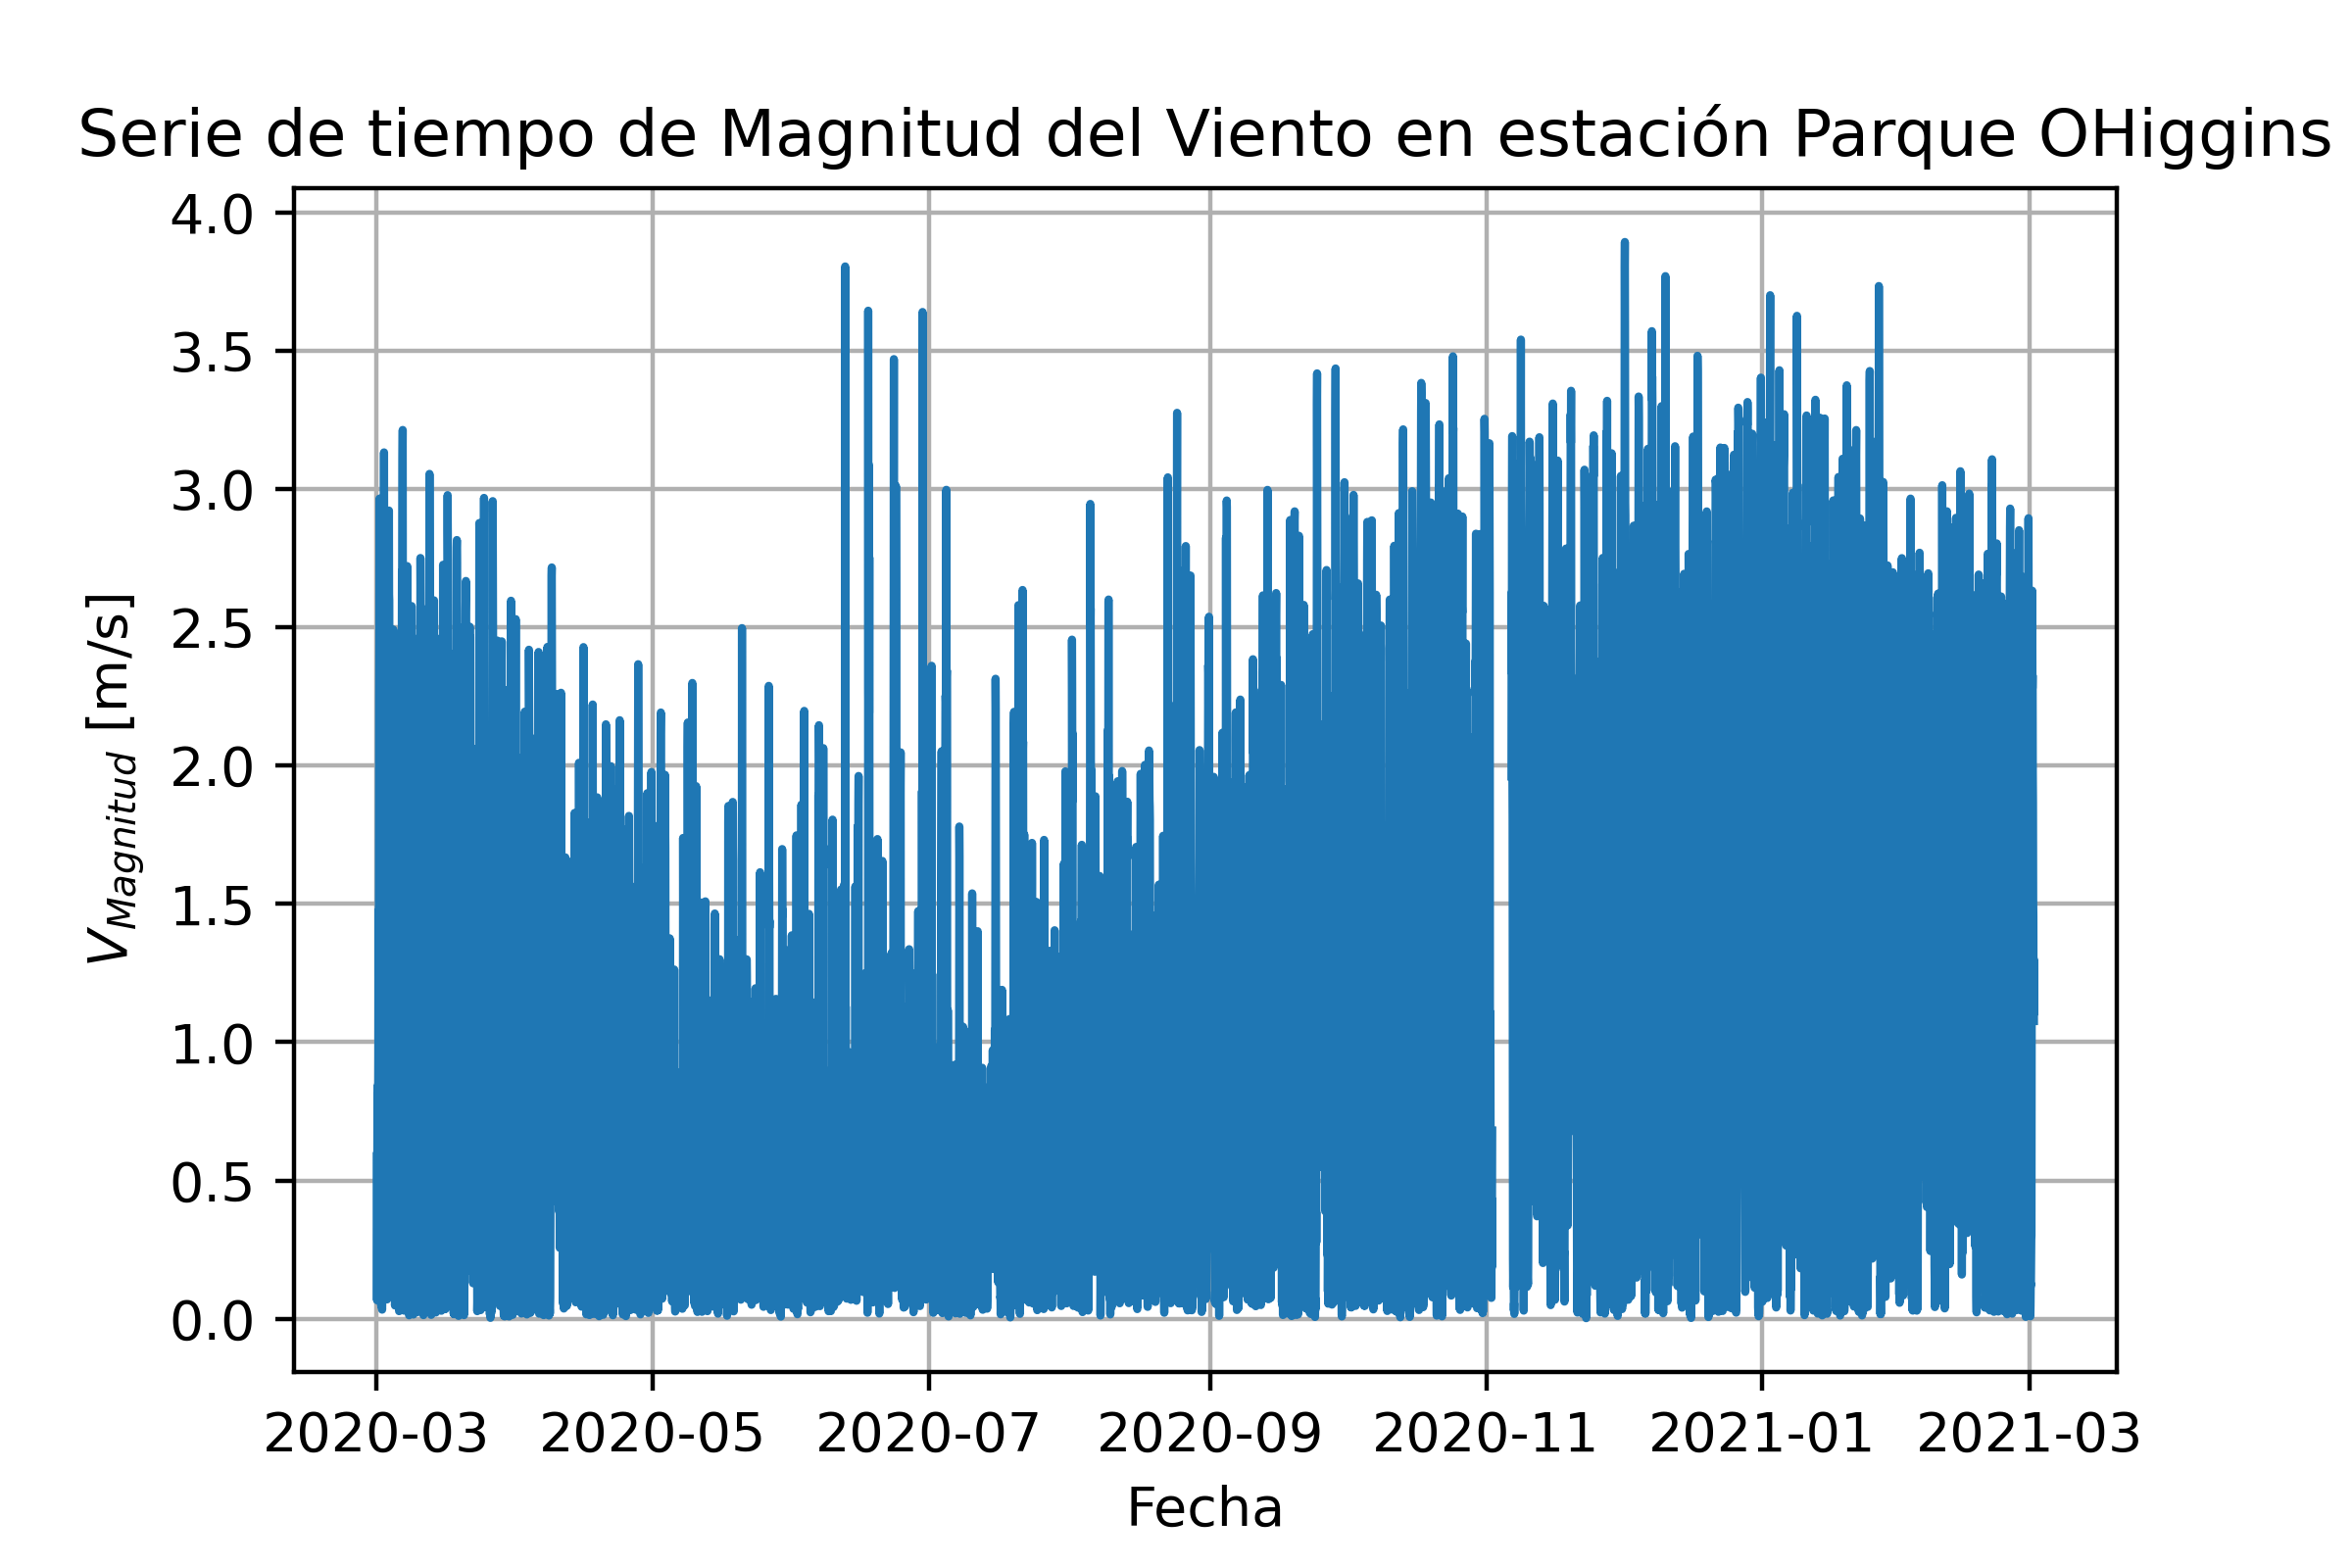 Serie de tiempo de Magnitud del Viento en estación Parque OHiggins
4.0
3.5
3.0
2.5
2.0
1.5
1.0
0.5
0.0
V_Magnitud [m/s]
2020-03 2020-05 2020-07 2020-09 2020-11 2021-01 2021-03
Fecha